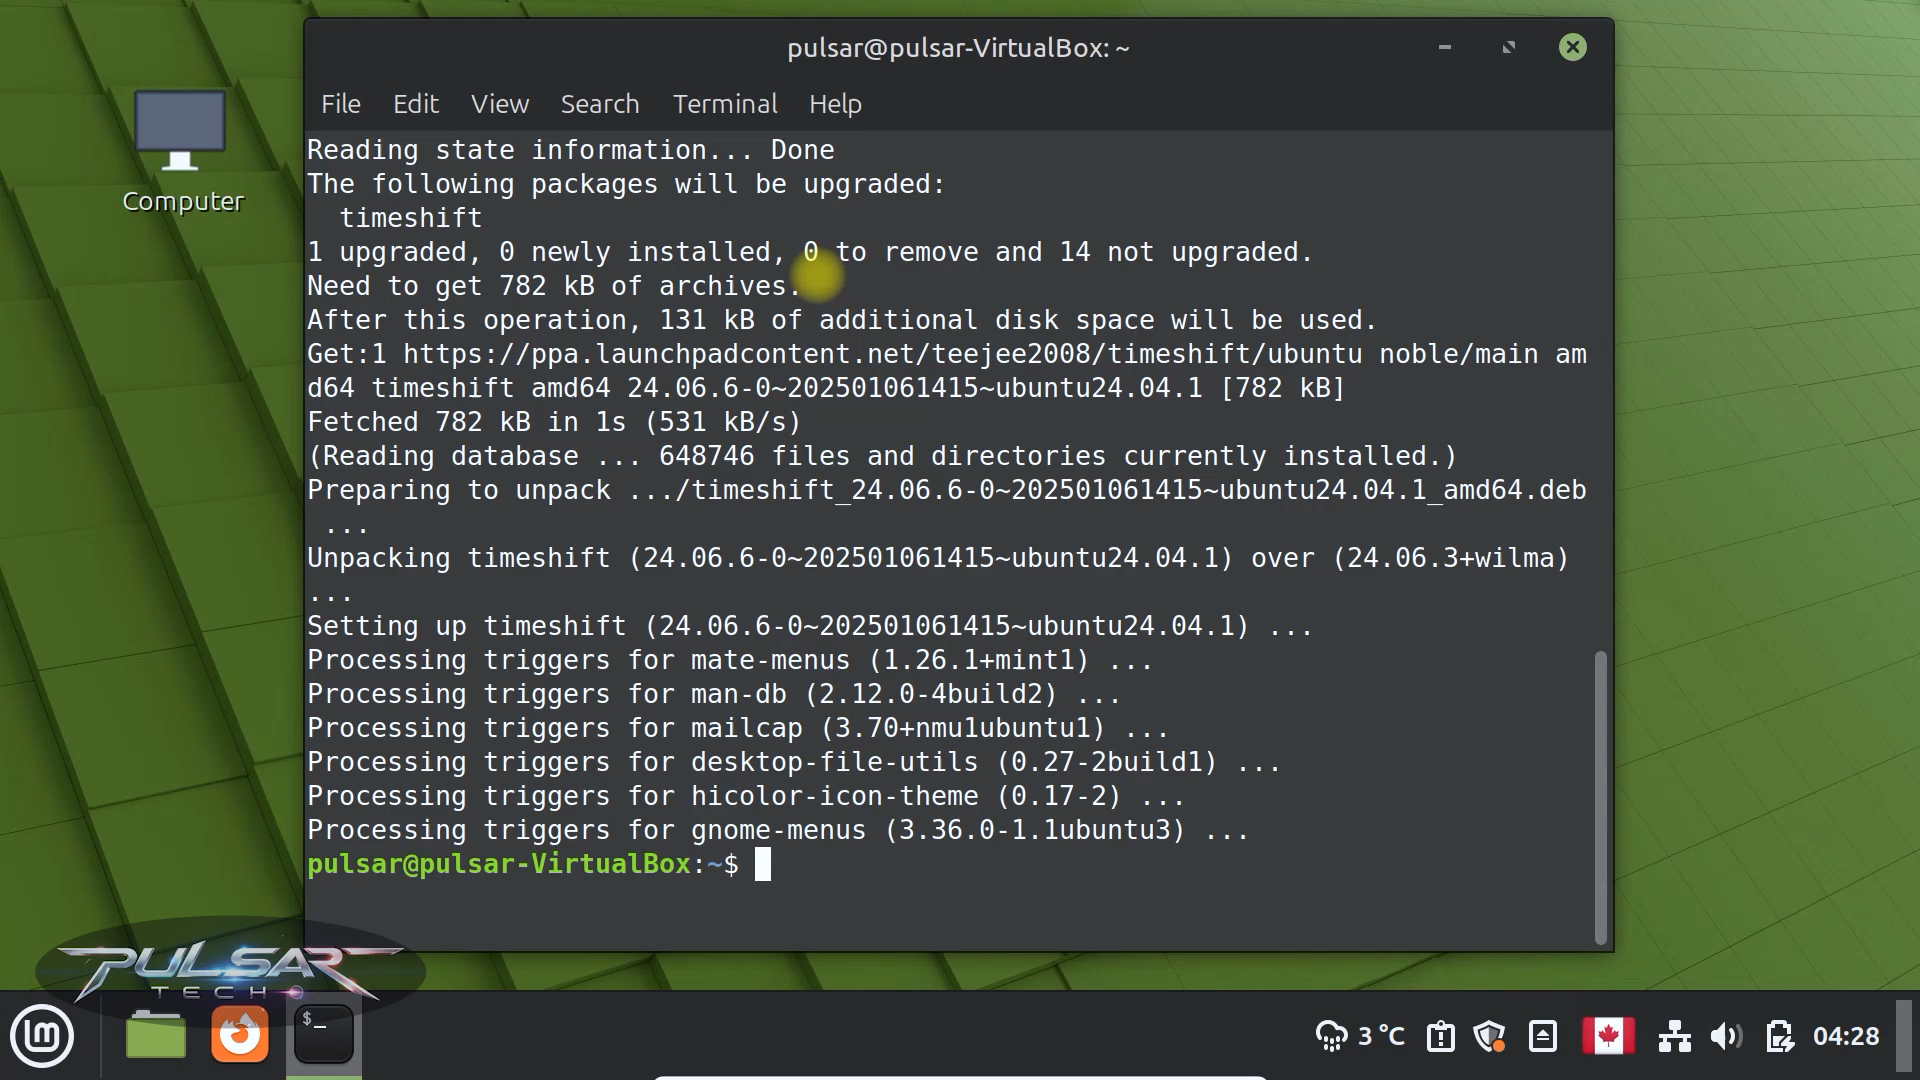 pulsar@pulsar-VirtualBox: ~
File Edit View Search Terminal Help
Computer
Reading state information... Done
The following packages will be upgraded:
  timeshift
1 upgraded, 0 newly installed, 0 to remove and 14 not upgraded.
Need to get 782 kB of archives.
After this operation, 131 kB of additional disk space will be used.
Get:1 https://ppa.launchpadcontent.net/teejee2008/timeshift/ubuntu noble/main am
d64 timeshift amd64 24.06.6-0~202501061415~ubuntu24.04.1 [782 kB]
Fetched 782 kB in 1s (531 kB/s)
(Reading database ... 648746 files and directories currently installed.)
Preparing to unpack .../timeshift_24.06.6-0~202501061415~ubuntu24.04.1_amd64.deb
 ...
Unpacking timeshift (24.06.6-0~202501061415~ubuntu24.04.1) over (24.06.3+wilma)
...
Setting up timeshift (24.06.6-0~202501061415~ubuntu24.04.1) ...
Processing triggers for mate-menus (1.26.1+mint1) ...
Processing triggers for man-db (2.12.0-4build2) ...
Processing triggers for mailcap (3.70+nmu1ubuntu1) ...
Processing triggers for desktop-file-utils (0.27-2build1) ...
Processing triggers for hicolor-icon-theme (0.17-2) ...
Processing triggers for gnome-menus (3.36.0-1.1ubuntu3) ...
pulsar@pulsar-VirtualBox:~$
PULSAR
TECH
$_
3 °C
04:28